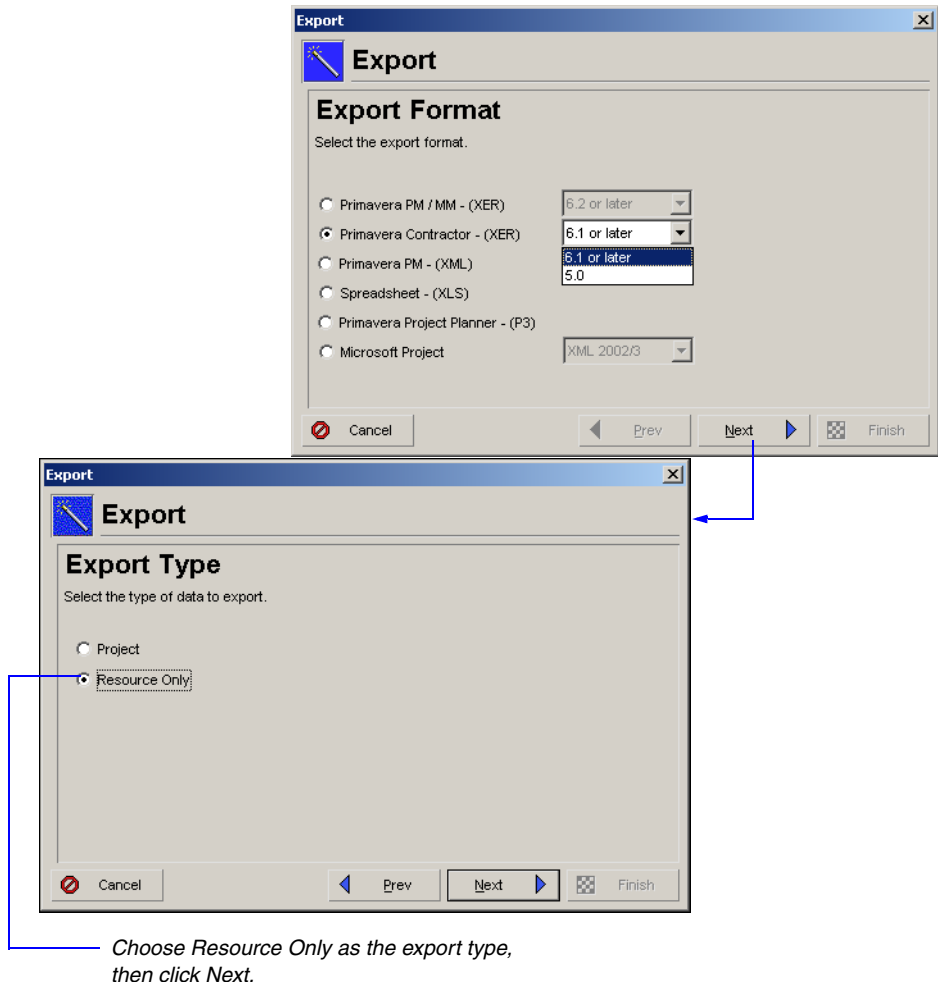 Export
Export
Export Format
Select the export format.
Primavera PM / MM - (XER) 6.2 or later
Primavera Contractor - (XER) 6.1 or later
6.1 or later
Primavera PM - (XML)
5.0
Spreadsheet - (XLS)
Primavera Project Planner - (P3)
Microsoft Project XML 2002/3
Cancel Prev Next Finish
Export
Export
Export Type
Select the type of data to export.
Project
Resource Only
Cancel Prev Next Finish
Choose Resource Only as the export type,
then click Next.